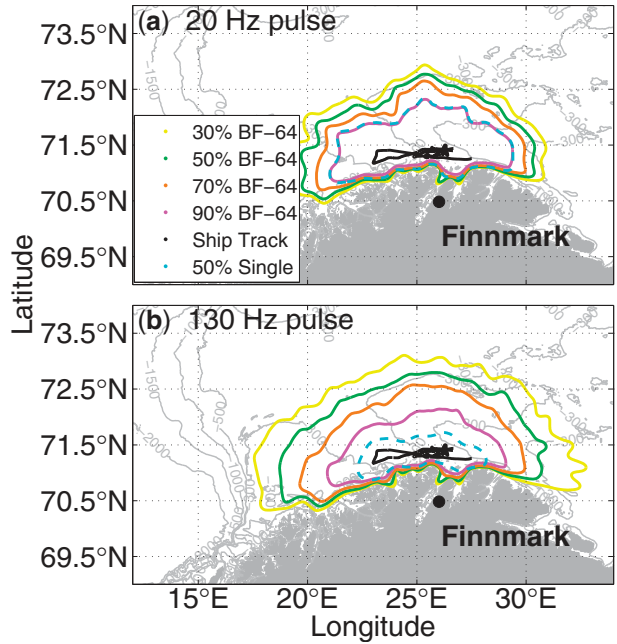 (a) 20 Hz pulse
73.5°N
72.5°N
71.5°N
70.5°N
69.5°N
Latitude
30% BF−64
50% BF−64
70% BF−64
90% BF−64
Ship Track
50% Single
Finnmark
−1500
(b) 130 Hz pulse
73.5°N
72.5°N
71.5°N
70.5°N
69.5°N
−1500
Finnmark
15°E
20°E
25°E
30°E
Longitude